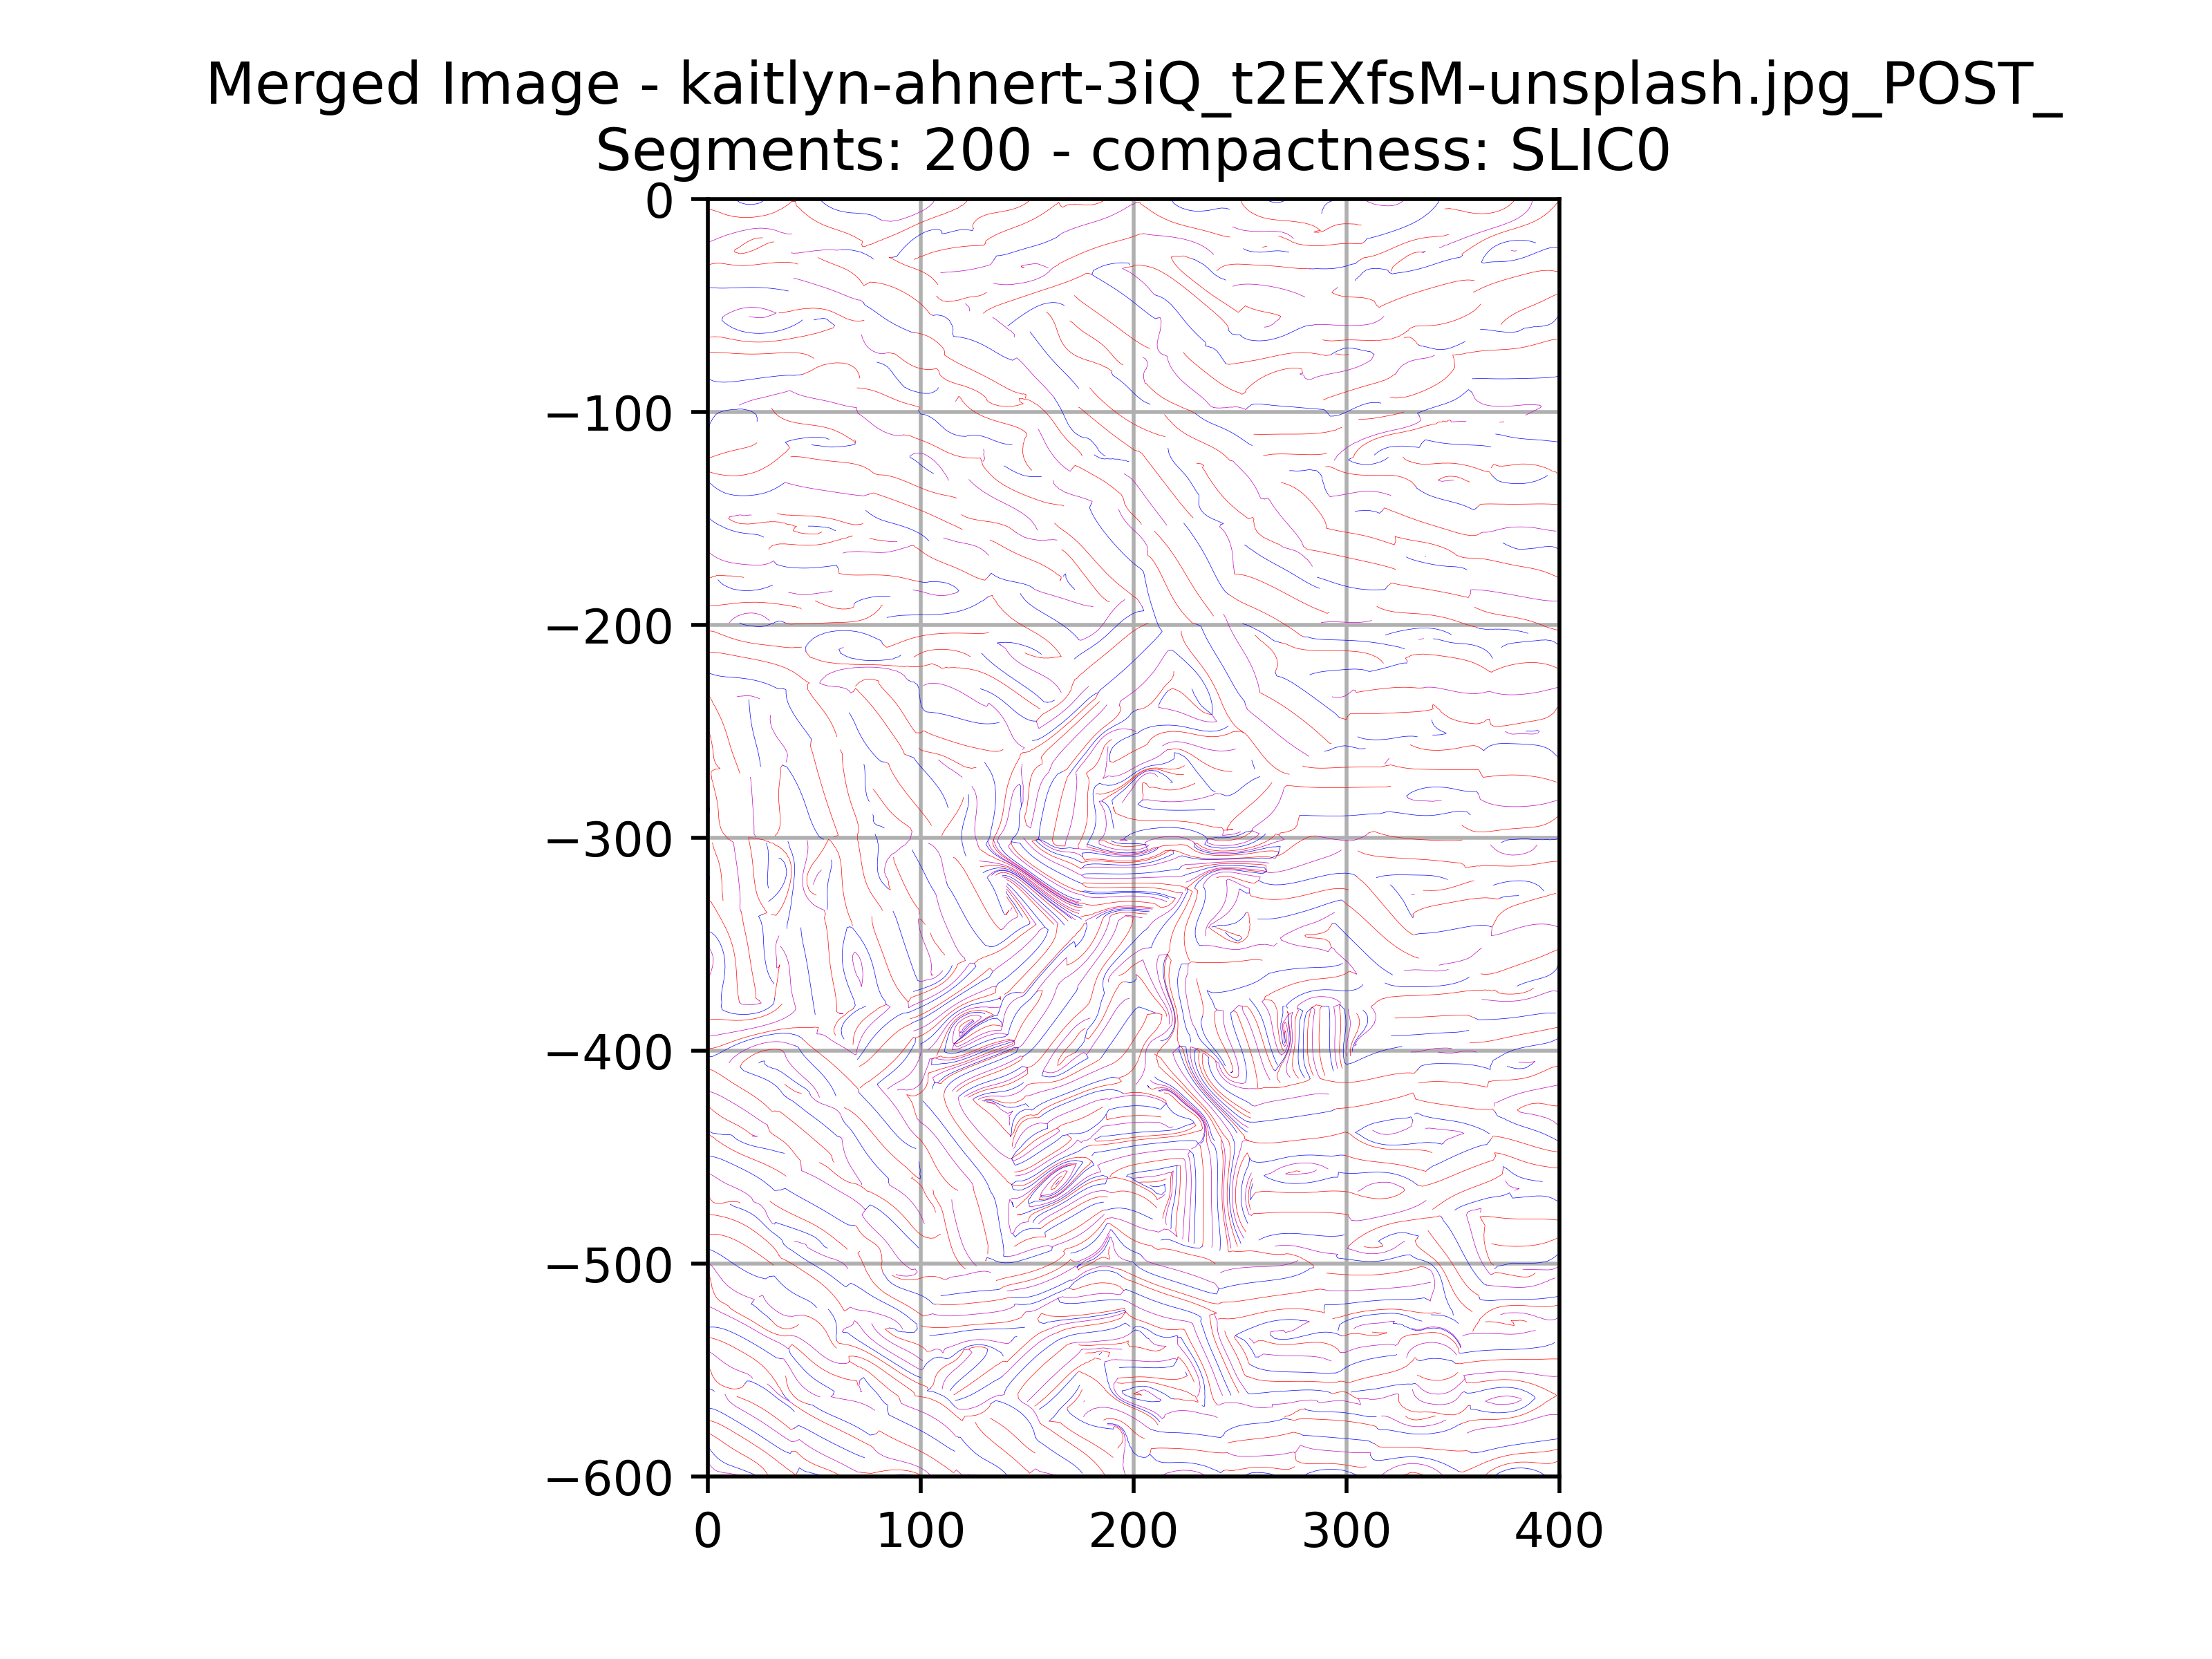 Merged Image - kaitlyn-ahnert-3iQ_t2EXfsM-unsplash.jpg_POST_
Segments: 200 - compactness: SLIC0
0
−100
−200
−300
−400
−500
−600
0 100 200 300 400